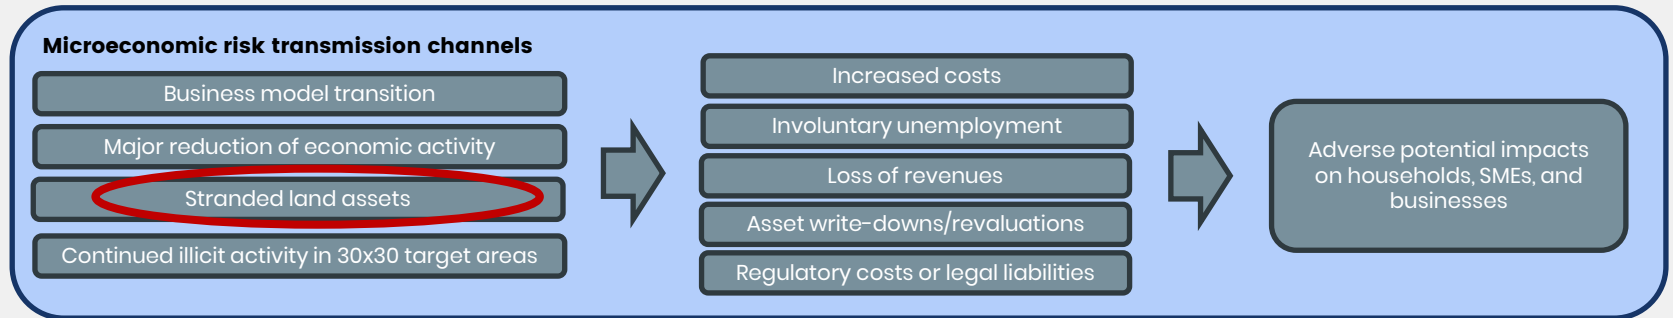 Microeconomic risk transmission channels
Business model transition
Major reduction of economic activity
Stranded land assets
Continued illicit activity in 30x30 target areas
Increased costs
Involuntary unemployment
Loss of revenues
Asset write-downs/revaluations
Regulatory costs or legal liabilities
Adverse potential impacts
on households, SMEs, and
businesses